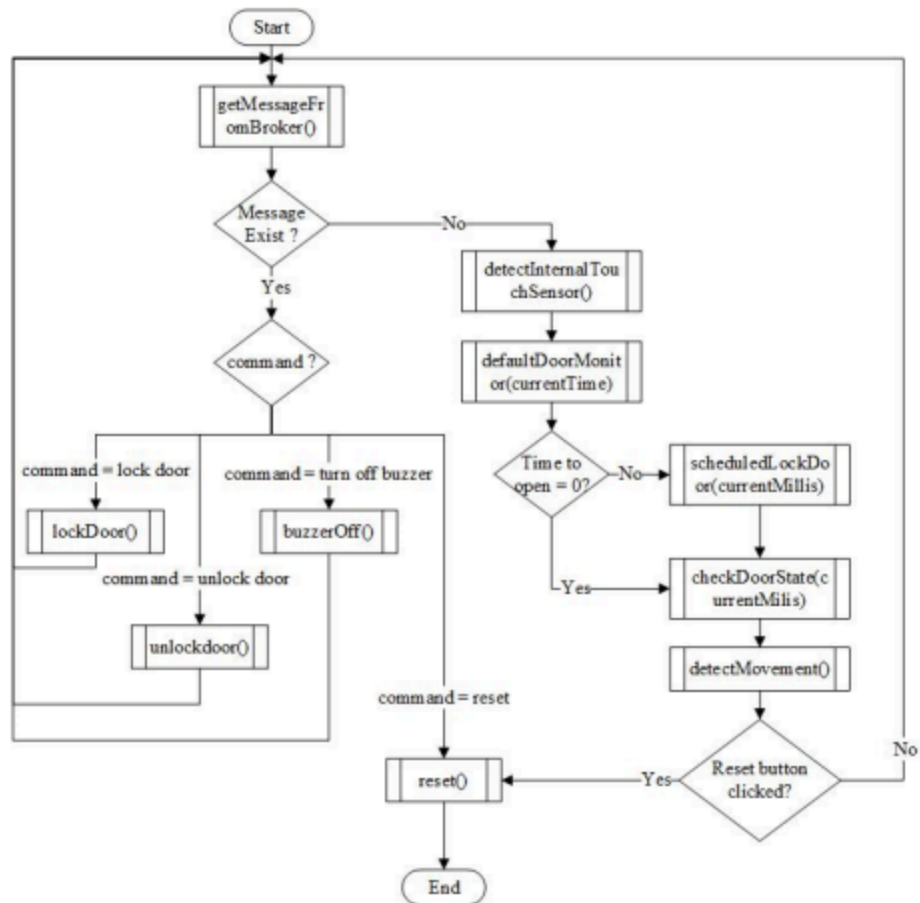 Start
getMessageFr
omBroker()
Message
Exist ?
No
Yes
detectInternalTou
chSensor()
command ?
defaultDoorMonit
or(currentTime)
command = lock door
command = turn off buzzer
Time to
open = 0?
No
scheduledLockDo
or(currentMillis)
lockDoor()
buzzerOff()
command = unlock door
Yes
checkDoorState(c
urrentMilis)
unlockdoor()
detectMovement()
command = reset
No
reset()
Yes
Reset button
clicked?
End